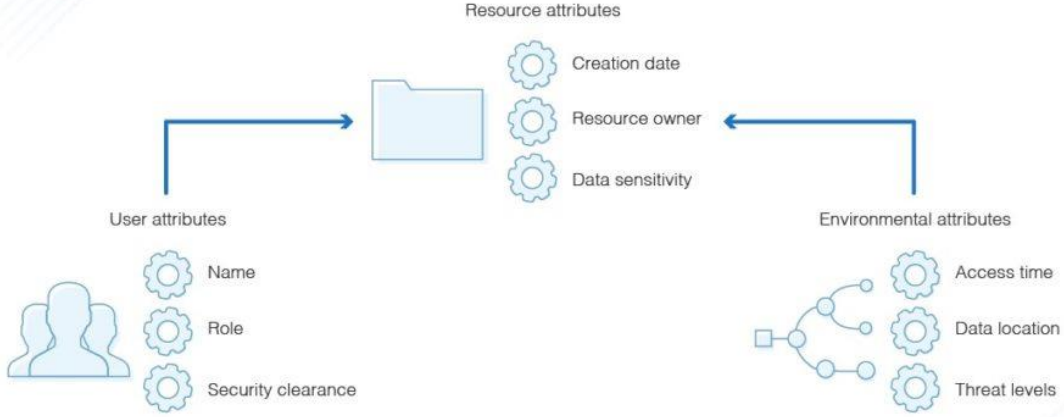 Resource attributes
Creation date
Resource owner
Data sensitivity
User attributes
Name
Role
Security clearance
Environmental attributes
Access time
Data location
Threat levels